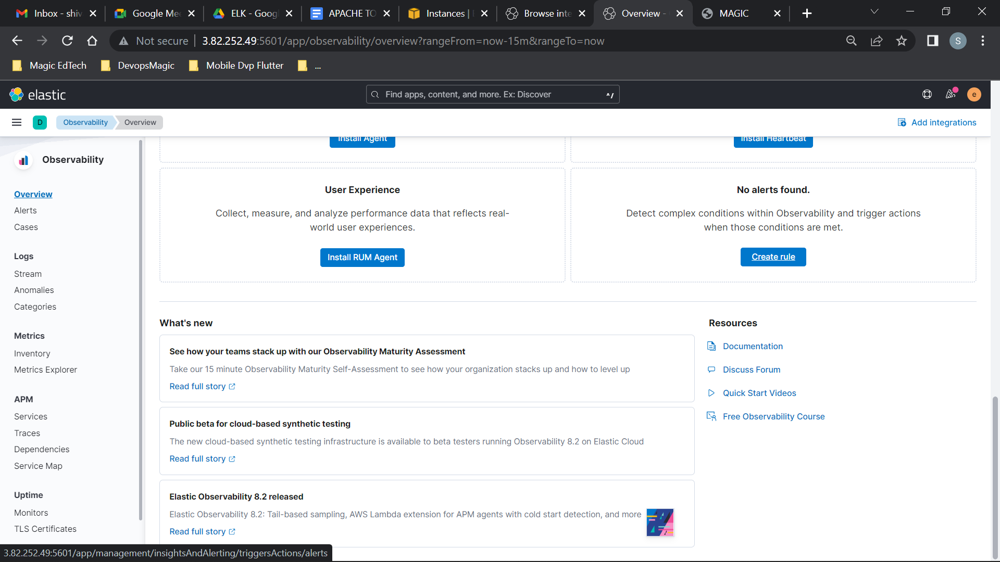 Inbox - shiv
Google Mee
ELK - Googl
APACHE TO
Instances |
Browse inte
Overview -
MAGIC
Not secure
3.82.252.49:5601/app/observability/overview?rangeFrom=now-15m&rangeTo=now
S
Magic EdTech
DevopsMagic
Mobile Dvp Flutter
...
elastic
Find apps, content, and more. Ex: Discover
^/
e
D
Observability
Overview
Add integrations
Install Agent
Install Heartbeat
Observability
Overview
Alerts
Cases
Logs
Stream
Anomalies
Categories
Metrics
Inventory
Metrics Explorer
APM
Services
Traces
Dependencies
Service Map
Uptime
Monitors
TLS Certificates
User Experience
Collect, measure, and analyze performance data that reflects real-
world user experiences.
Install RUM Agent
No alerts found.
Detect complex conditions within Observability and trigger actions
when those conditions are met.
Create rule
What's new
See how your teams stack up with our Observability Maturity Assessment
Take our 15 minute Observability Maturity Self-Assessment to see how your organization stacks up and how to level up
Read full story
Public beta for cloud-based synthetic testing
The new cloud-based synthetic testing infrastructure is available to beta testers running Observability 8.2 on Elastic Cloud
Read full story
Elastic Observability 8.2 released
Elastic Observability 8.2: Tail-based sampling, AWS Lambda extension for APM agents with cold start detection, and more
Read full story
Resources
Documentation
Discuss Forum
Quick Start Videos
Free Observability Course
3.82.252.49:5601/app/management/insightsAndAlerting/triggersActions/alerts